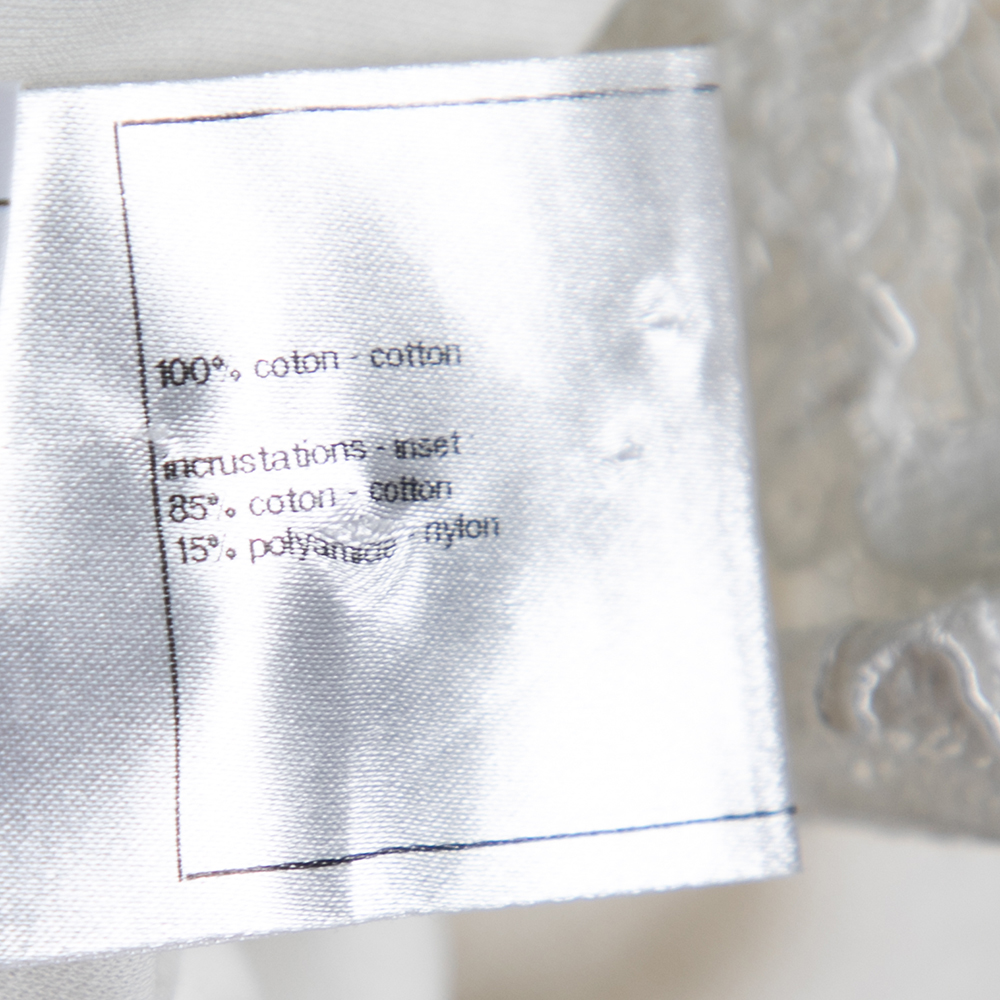 100% coton - cotton
incrustations - inset
85% coton - cotton
15% polyamide - nylon